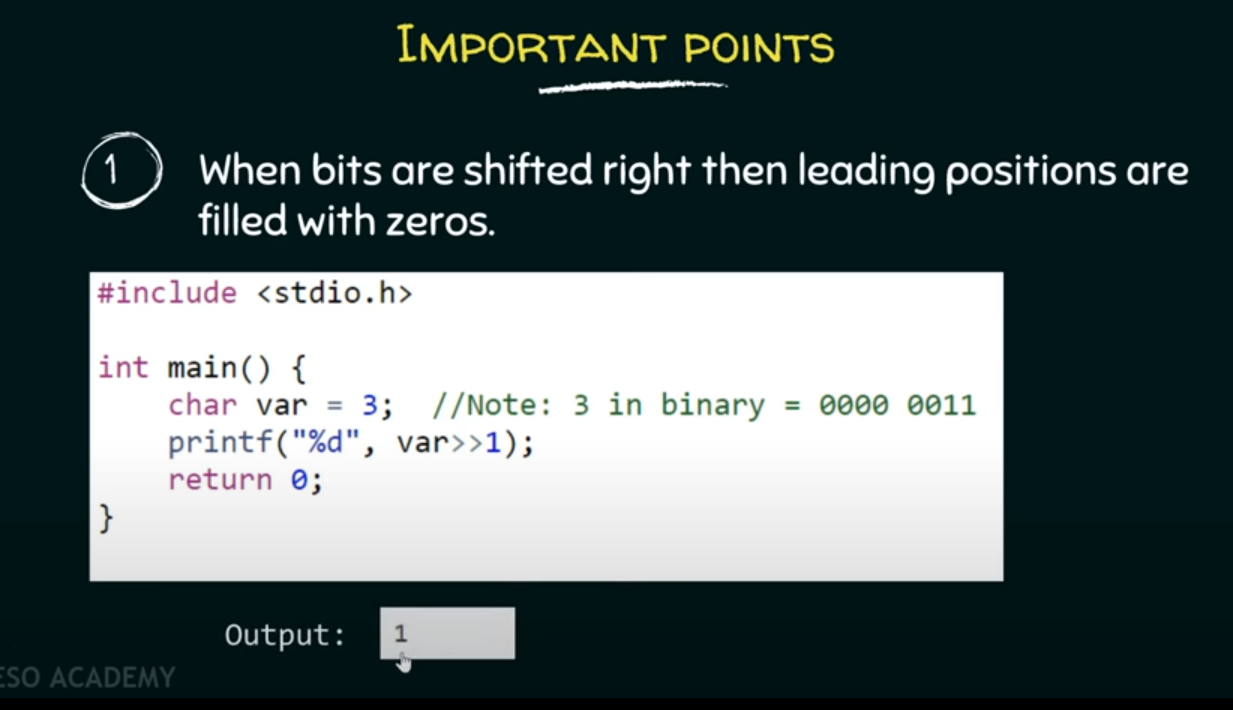 IMPORTANT POINTS
1 When bits are shifted right then leading positions are
filled with zeros.
#include <stdio.h>
int main() {
    char var = 3;  //Note: 3 in binary = 0000 0011
    printf("%d", var>>1);
    return 0;
}
Output: 1
ESO ACADEMY